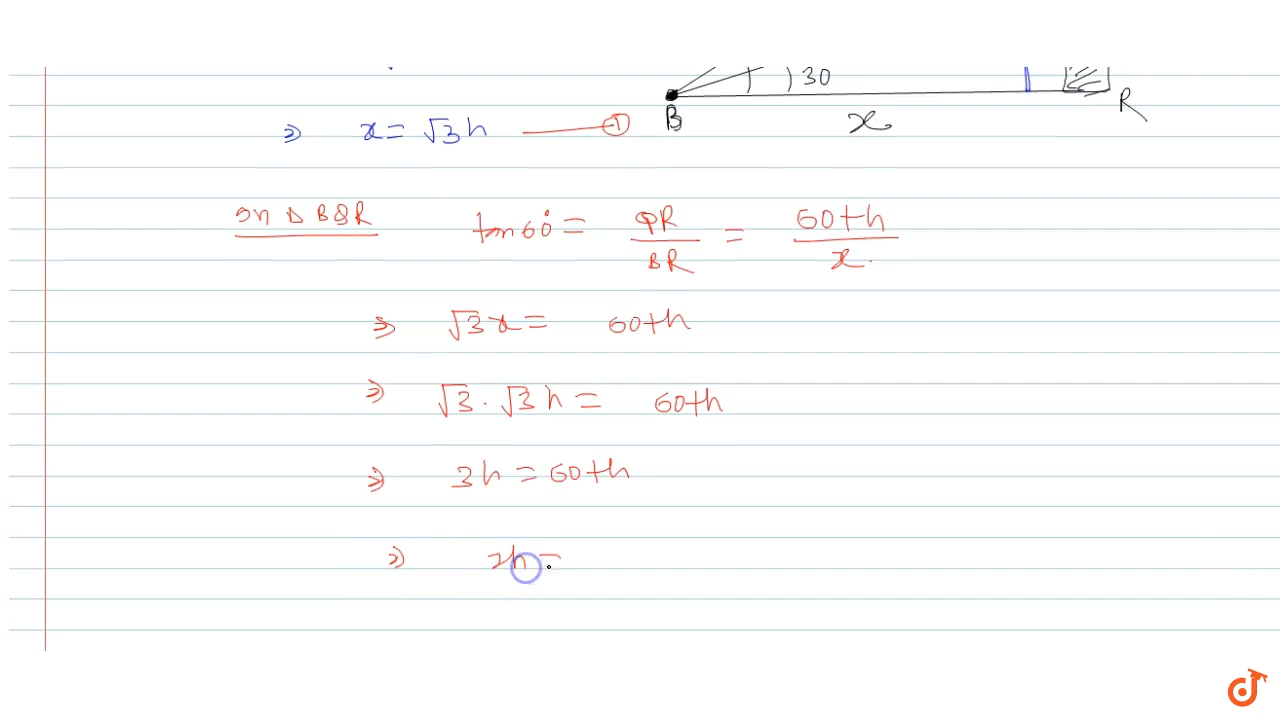 30
B
x
R
⇒ x = √3 h ——— ①
In Δ BQR tan 60° = QR/BR = (60+h)/x
⇒ √3 x = 60+h
⇒ √3 · √3 h = 60+h
⇒ 3h = 60+h
⇒ 2h =